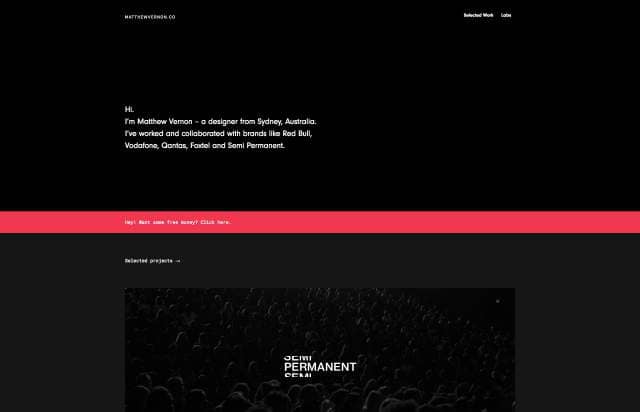 MATTHEWVERNON.CO
Selected Work Labs
Hi.
I'm Matthew Vernon – a designer from Sydney, Australia.
I've worked and collaborated with brands like Red Bull,
Vodafone, Qantas, Foxtel and Semi Permanent.
Hey! Want some free money? Click here.
Selected projects →
SEMI
PERMANENT
SEMI